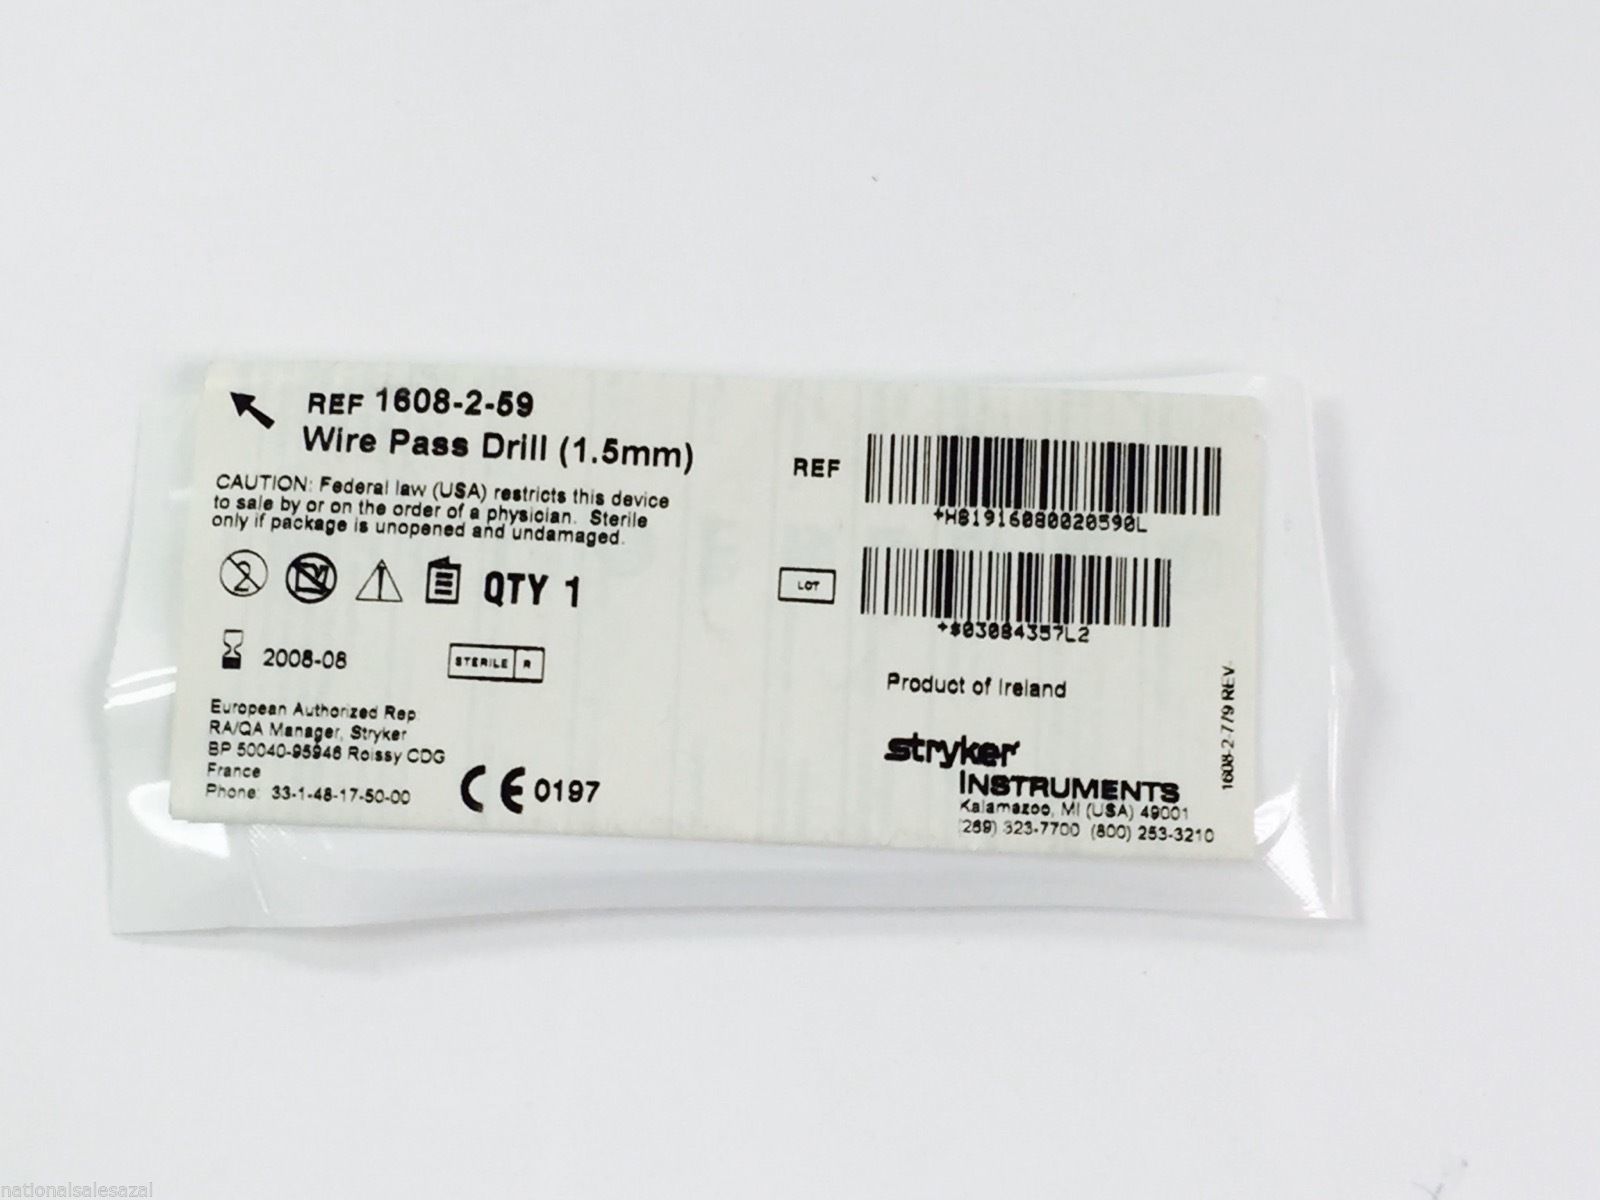 REF 1608-2-59
Wire Pass Drill (1.5mm)
CAUTION: Federal law (USA) restricts this device
to sale by or on the order of a physician. Sterile
only if package is unopened and undamaged.
2
QTY 1
2008-08
STERILE R
European Authorized Rep
RA/QA Manager, Stryker
BP 50040-95946 Roissy CDG
France
Phone: 33-1-48-17-50-00
CE 0197
REF
+H81916080020590L
LOT
+$03084357L2
Product of Ireland
stryker
INSTRUMENTS
Kalamazoo, MI (USA) 49001
(269) 323-7700 (800) 253-3210
1608-2-779 REV-
nationalsalesazal